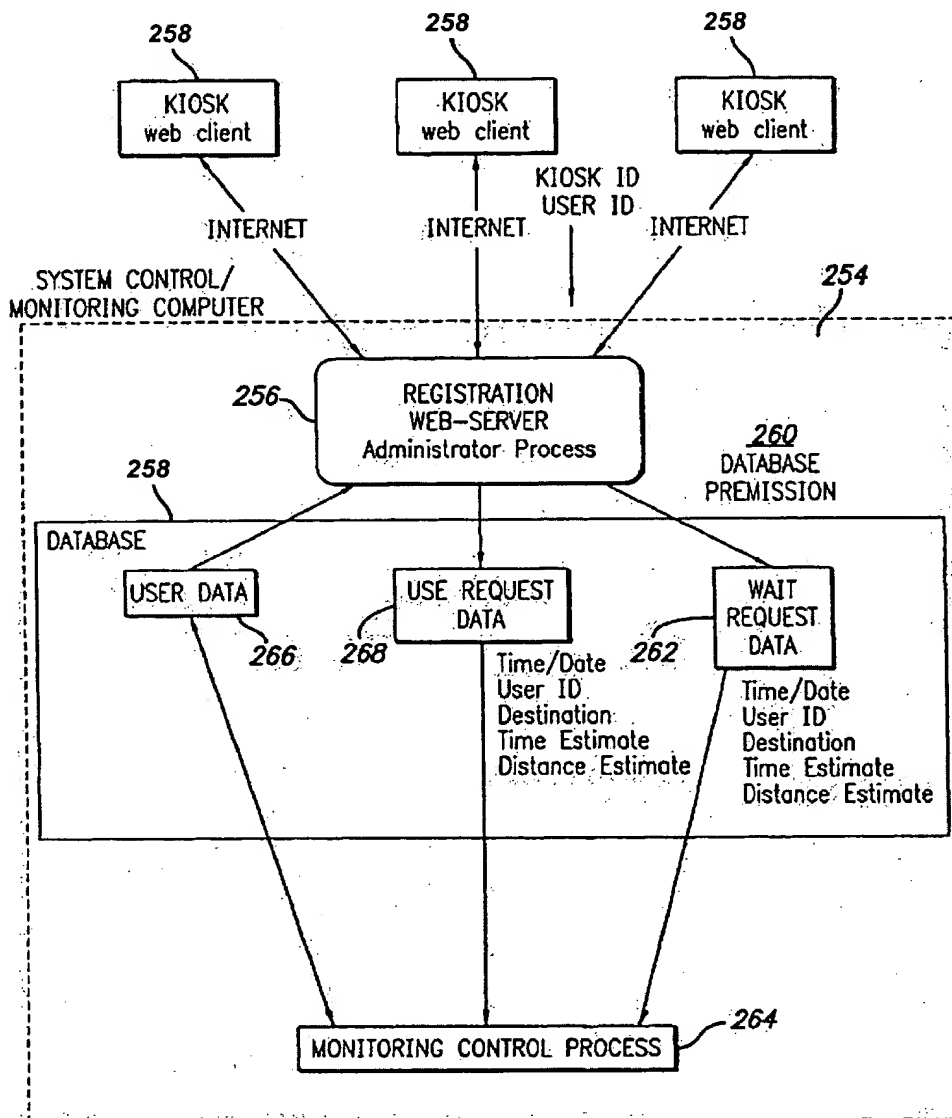 258
258
258
KIOSK
web client
KIOSK
web client
KIOSK
web client
KIOSK ID
USER ID
INTERNET
INTERNET
INTERNET
SYSTEM CONTROL/
MONITORING COMPUTER
254
256
REGISTRATION
WEB-SERVER
Administrator Process
260
DATABASE
PREMISSION
258
DATABASE
USER DATA
266
USE REQUEST
DATA
268
WAIT
REQUEST
DATA
262
Time/Date
User ID
Destination
Time Estimate
Distance Estimate
Time/Date
User ID
Destination
Time Estimate
Distance Estimate
264
MONITORING CONTROL PROCESS